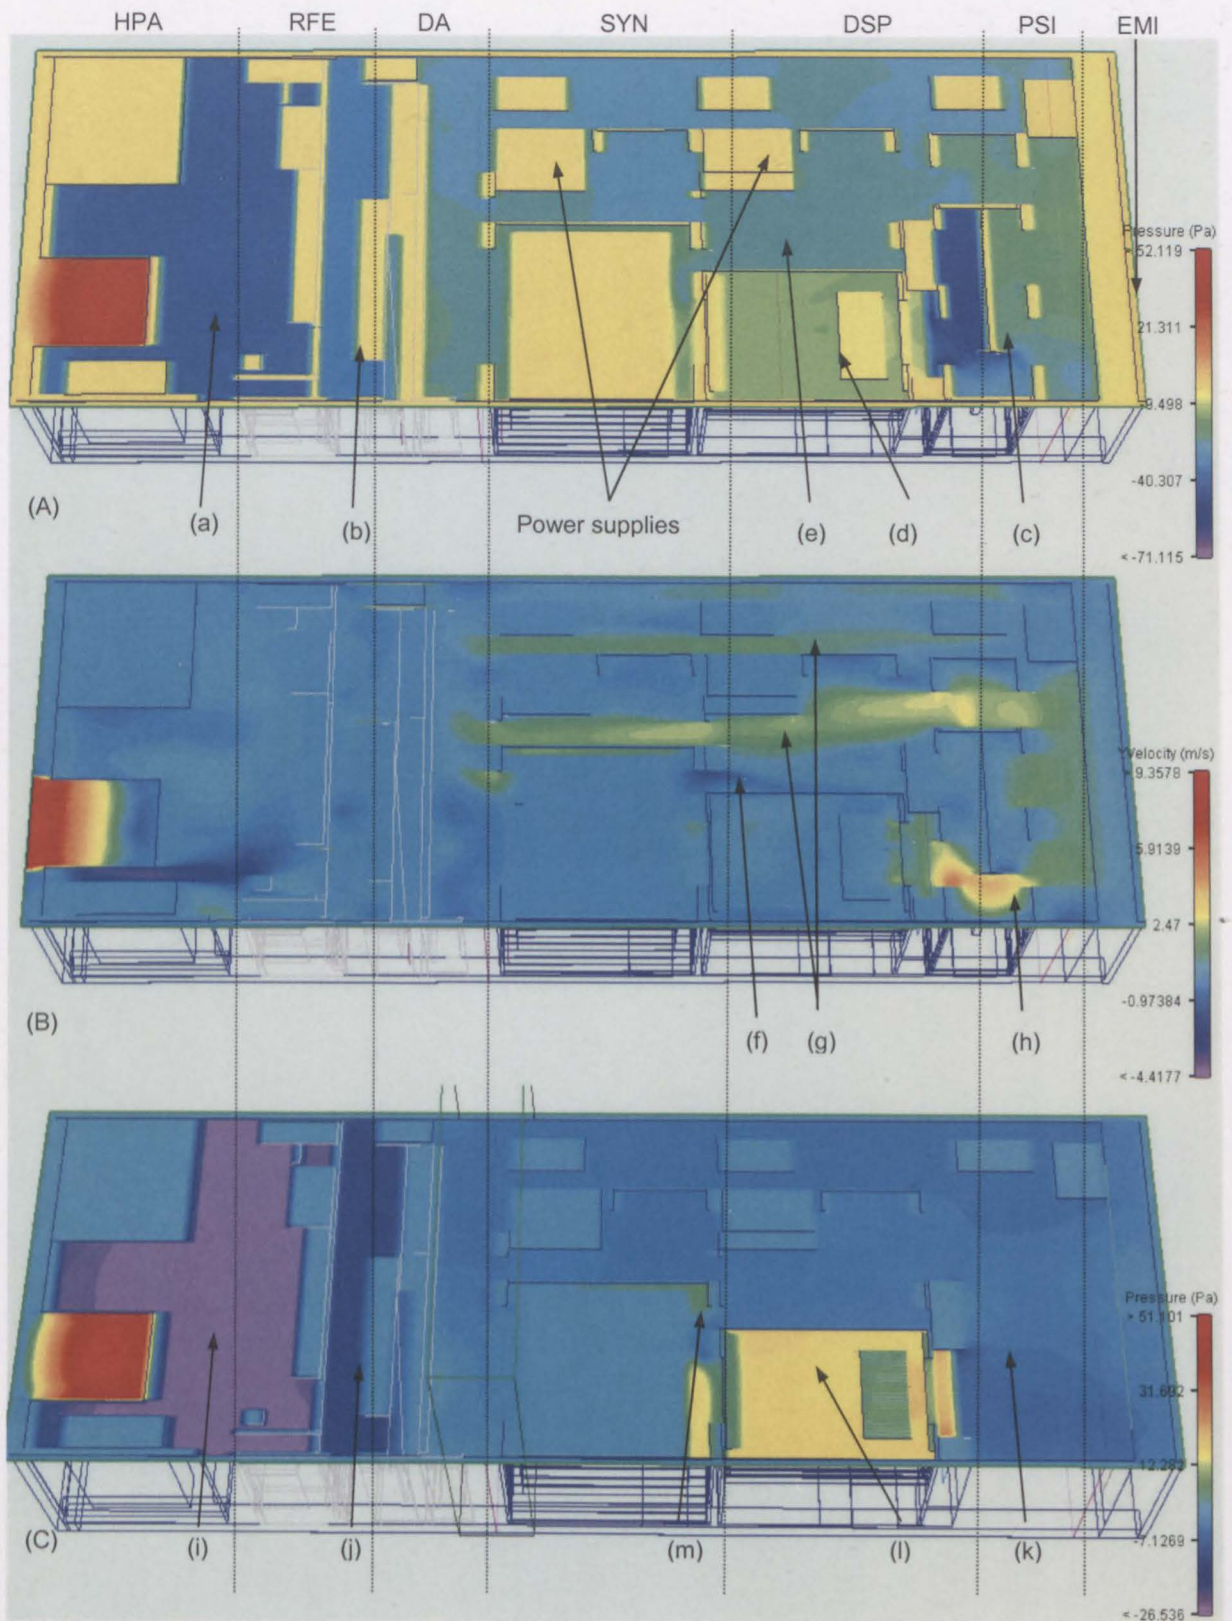 HPA RFE DA SYN DSP PSI EMI
Pressure (Pa)
52.119
21.311
-9.498
-40.307
< -71.115
(A)
(a)
(b)
Power supplies
(e)
(d)
(c)
Velocity (m/s)
> 9.3578
5.9139
2.47
-0.97384
< -4.4177
(B)
(f)
(g)
(h)
Pressure (Pa)
> 51.101
31.692
-7.1269
< -26.536
(C)
(i)
(j)
(m)
(l)
(k)